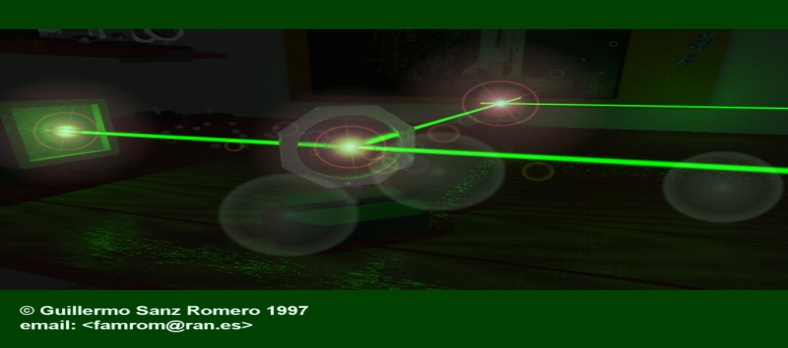 © Guillermo Sanz Romero 1997
email: <famrom@ran.es>